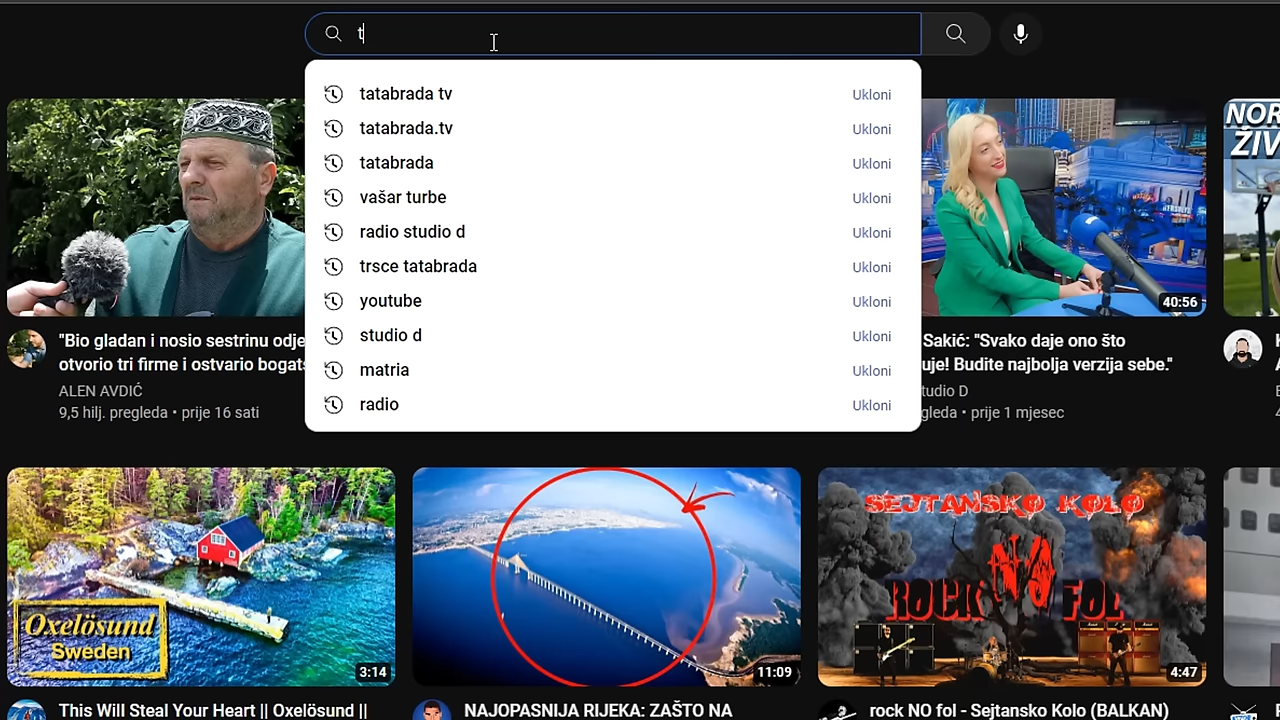 t
tatabrada tv Ukloni
tatabrada.tv Ukloni
tatabrada Ukloni
vašar turbe Ukloni
radio studio d Ukloni
trsce tatabrada Ukloni
youtube Ukloni
studio d Ukloni
matria Ukloni
radio Ukloni
40:56
NOR
ŽIV
"Bio gladan i nosio sestrinu odje
otvorio tri firme i ostvario bogats
ALEN AVDIĆ
9,5 hilj. pregleda • prije 16 sati
Sakić: "Svako daje ono što
uje! Budite najbolja verzija sebe."
tudio D
gleda • prije 1 mjesec
Oxelösund
Sweden
3:14
11:09
SEJTANSKO KOLO
NO
ROCK FOL
4:47
This Will Steal Your Heart || Oxelösund ||
NAJOPASNIJA RIJEKA: ZAŠTO NA
rock NO fol - Sejtansko Kolo (BALKAN)